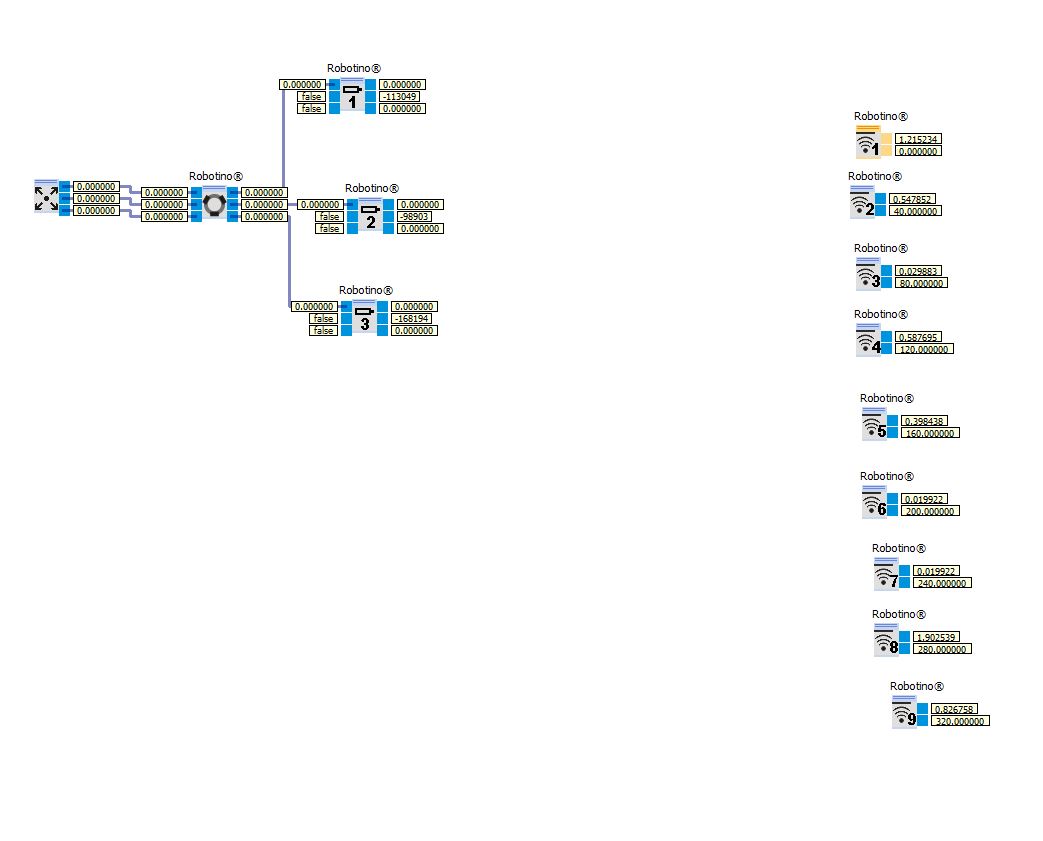 Robotino®
0.000000 0.000000
false 1 -113049
false 0.000000
Robotino®
0.000000 0.000000 0.000000
0.000000 0.000000 0.000000
0.000000 0.000000 0.000000
Robotino®
0.000000 0.000000
false 2 -98903
false 0.000000
Robotino®
0.000000 0.000000
false 3 -168194
false 0.000000
Robotino®
1 1.215234
0.000000
Robotino®
2 0.547852
40.000000
Robotino®
3 0.029883
80.000000
Robotino®
4 0.587695
120.000000
Robotino®
5 0.398438
160.000000
Robotino®
6 0.019922
200.000000
Robotino®
7 0.019922
240.000000
Robotino®
8 1.902539
280.000000
Robotino®
9 0.826758
320.000000